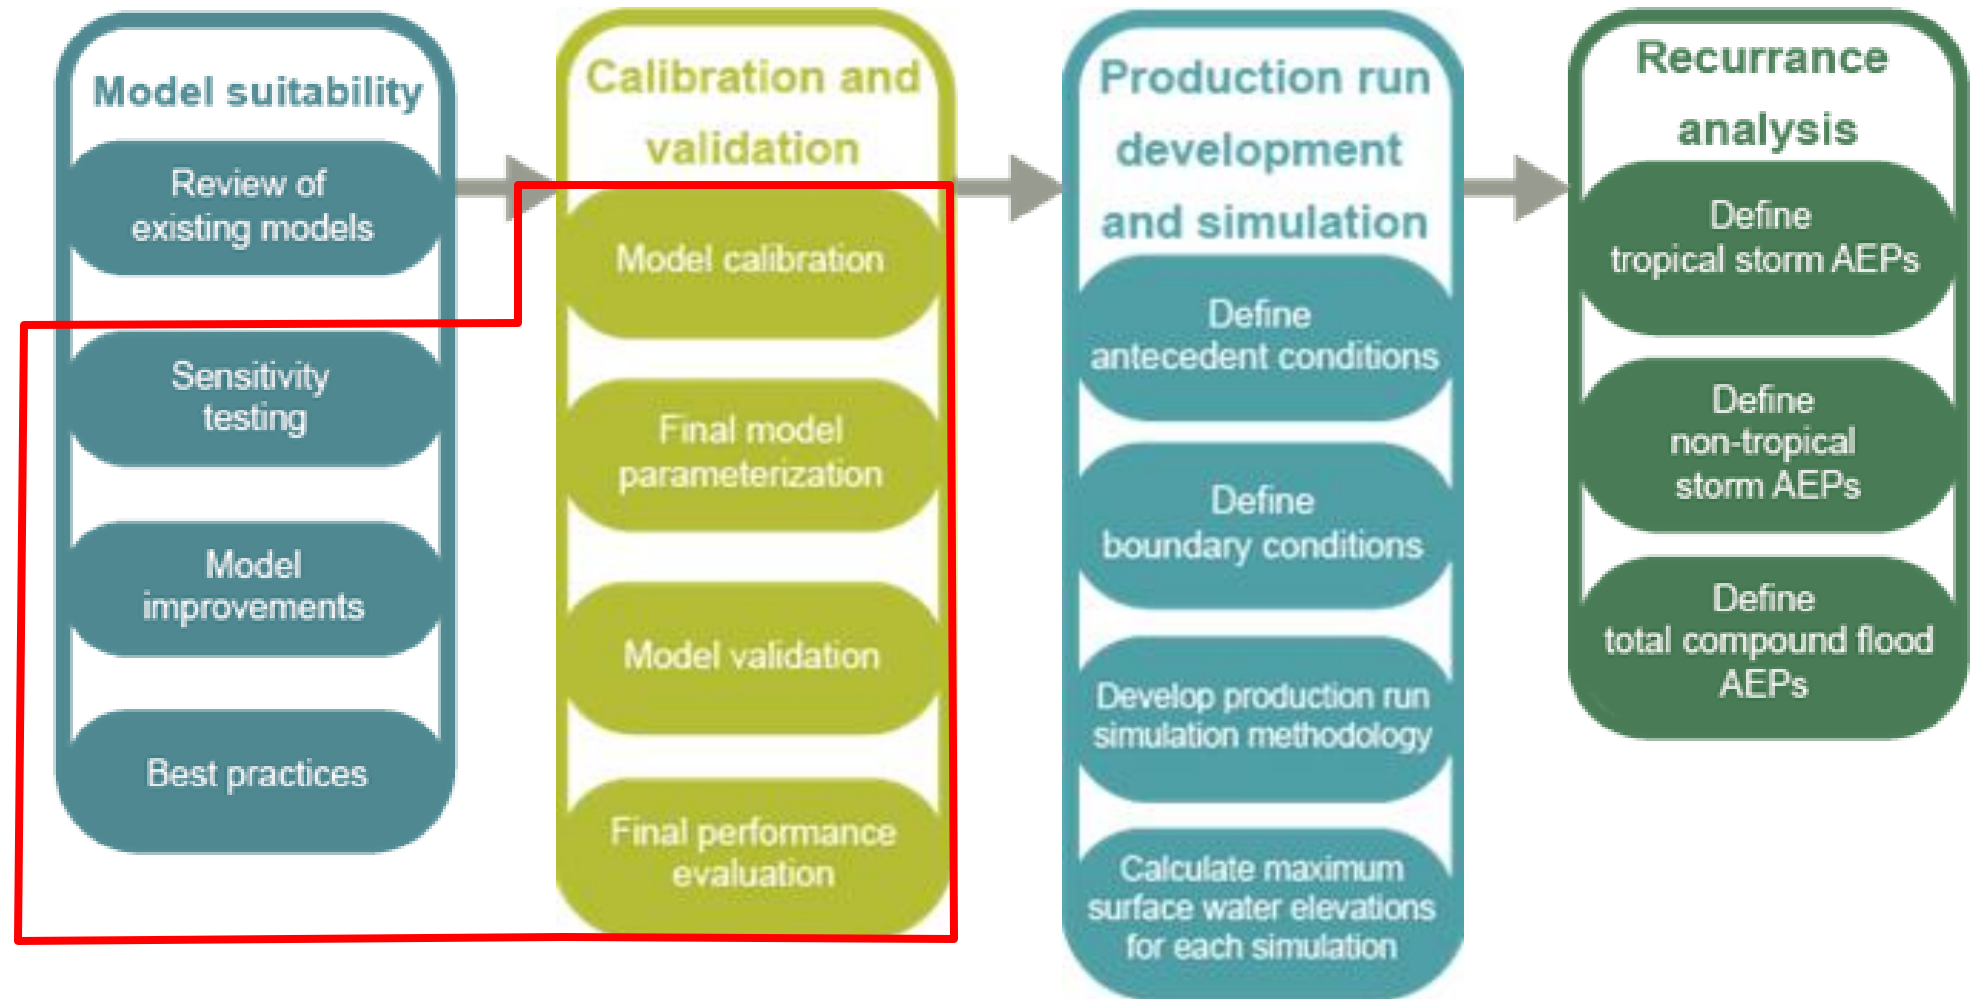 Model suitability
Review of
existing models
Sensitivity
testing
Model
improvements
Best practices
Calibration and
validation
Model calibration
Final model
parameterization
Model validation
Final performance
evaluation
Production run
development
and simulation
Define
antecedent conditions
Define
boundary conditions
Develop production run
simulation methodology
Calculate maximum
surface water elevations
for each simulation
Recurrance
analysis
Define
tropical storm AEPs
Define
non-tropical
storm AEPs
Define
total compound flood
AEPs